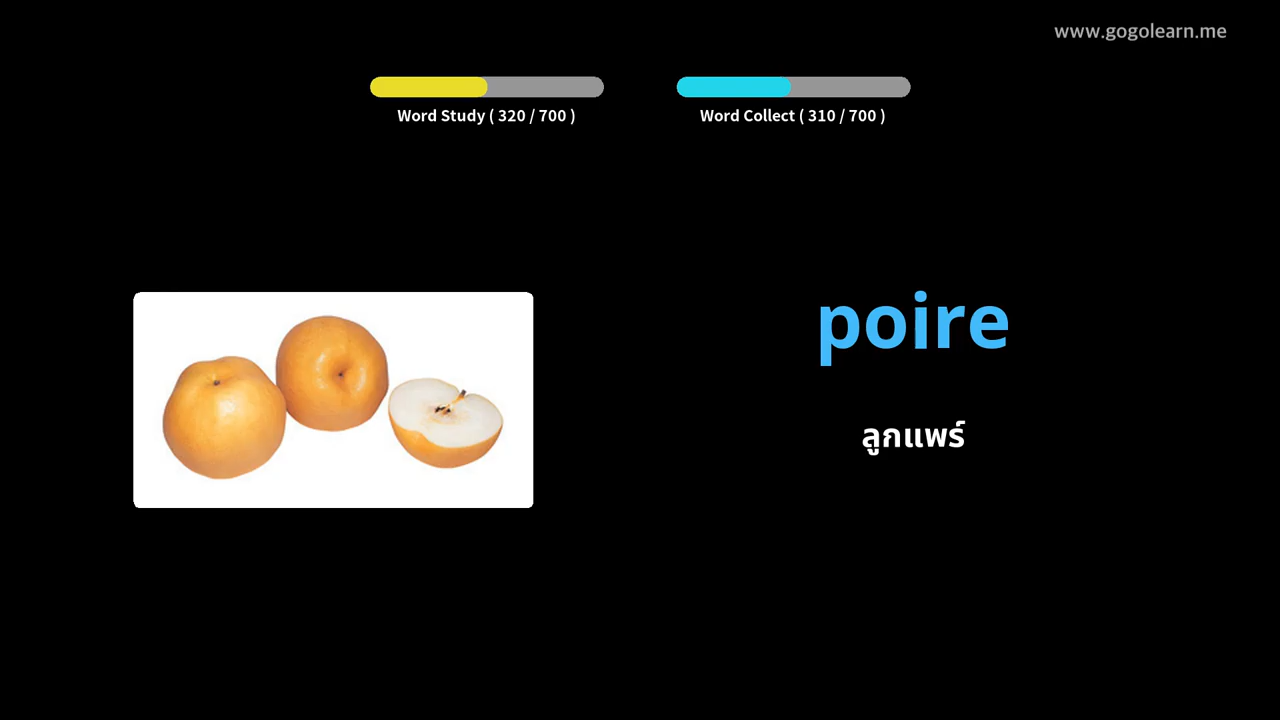 www.gogolearn.me
Word Study ( 320 / 700 )
Word Collect ( 310 / 700 )
poire
ลูกแพร์